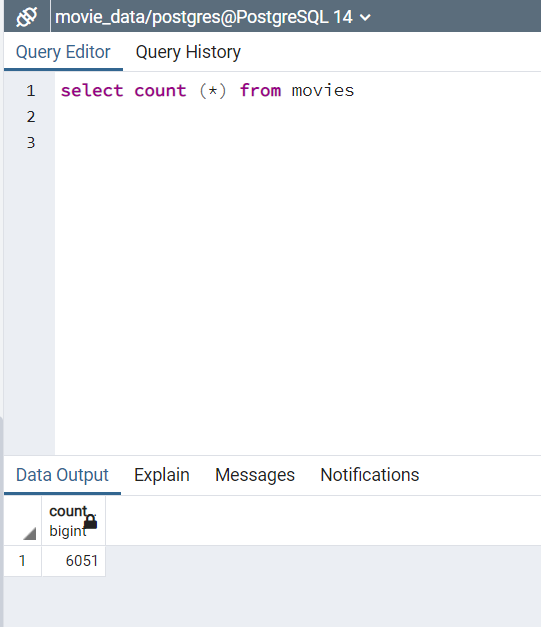 movie_data/postgres@PostgreSQL 14
Query Editor Query History
1 select count (*) from movies
2
3
Data Output Explain Messages Notifications
count
bigint
1 6051